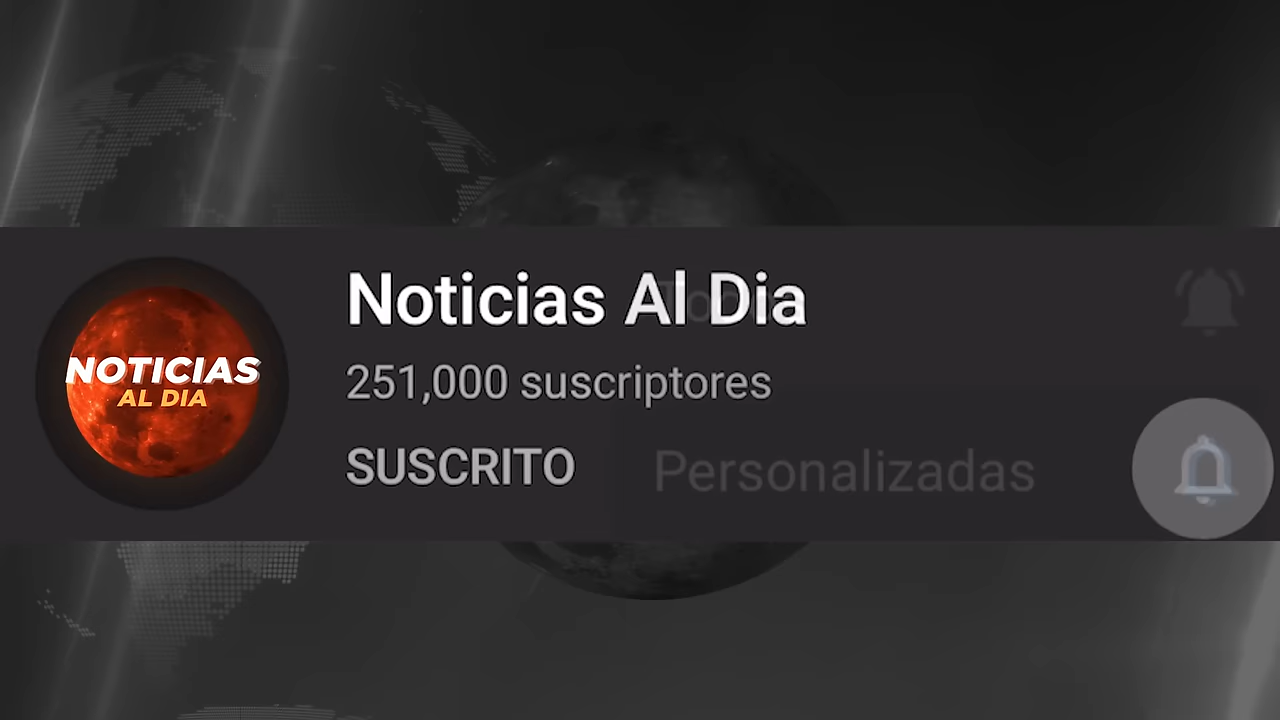 NOTICIAS
AL DIA
Noticias Al Dia
251,000 suscriptores
SUSCRITO
Personalizadas